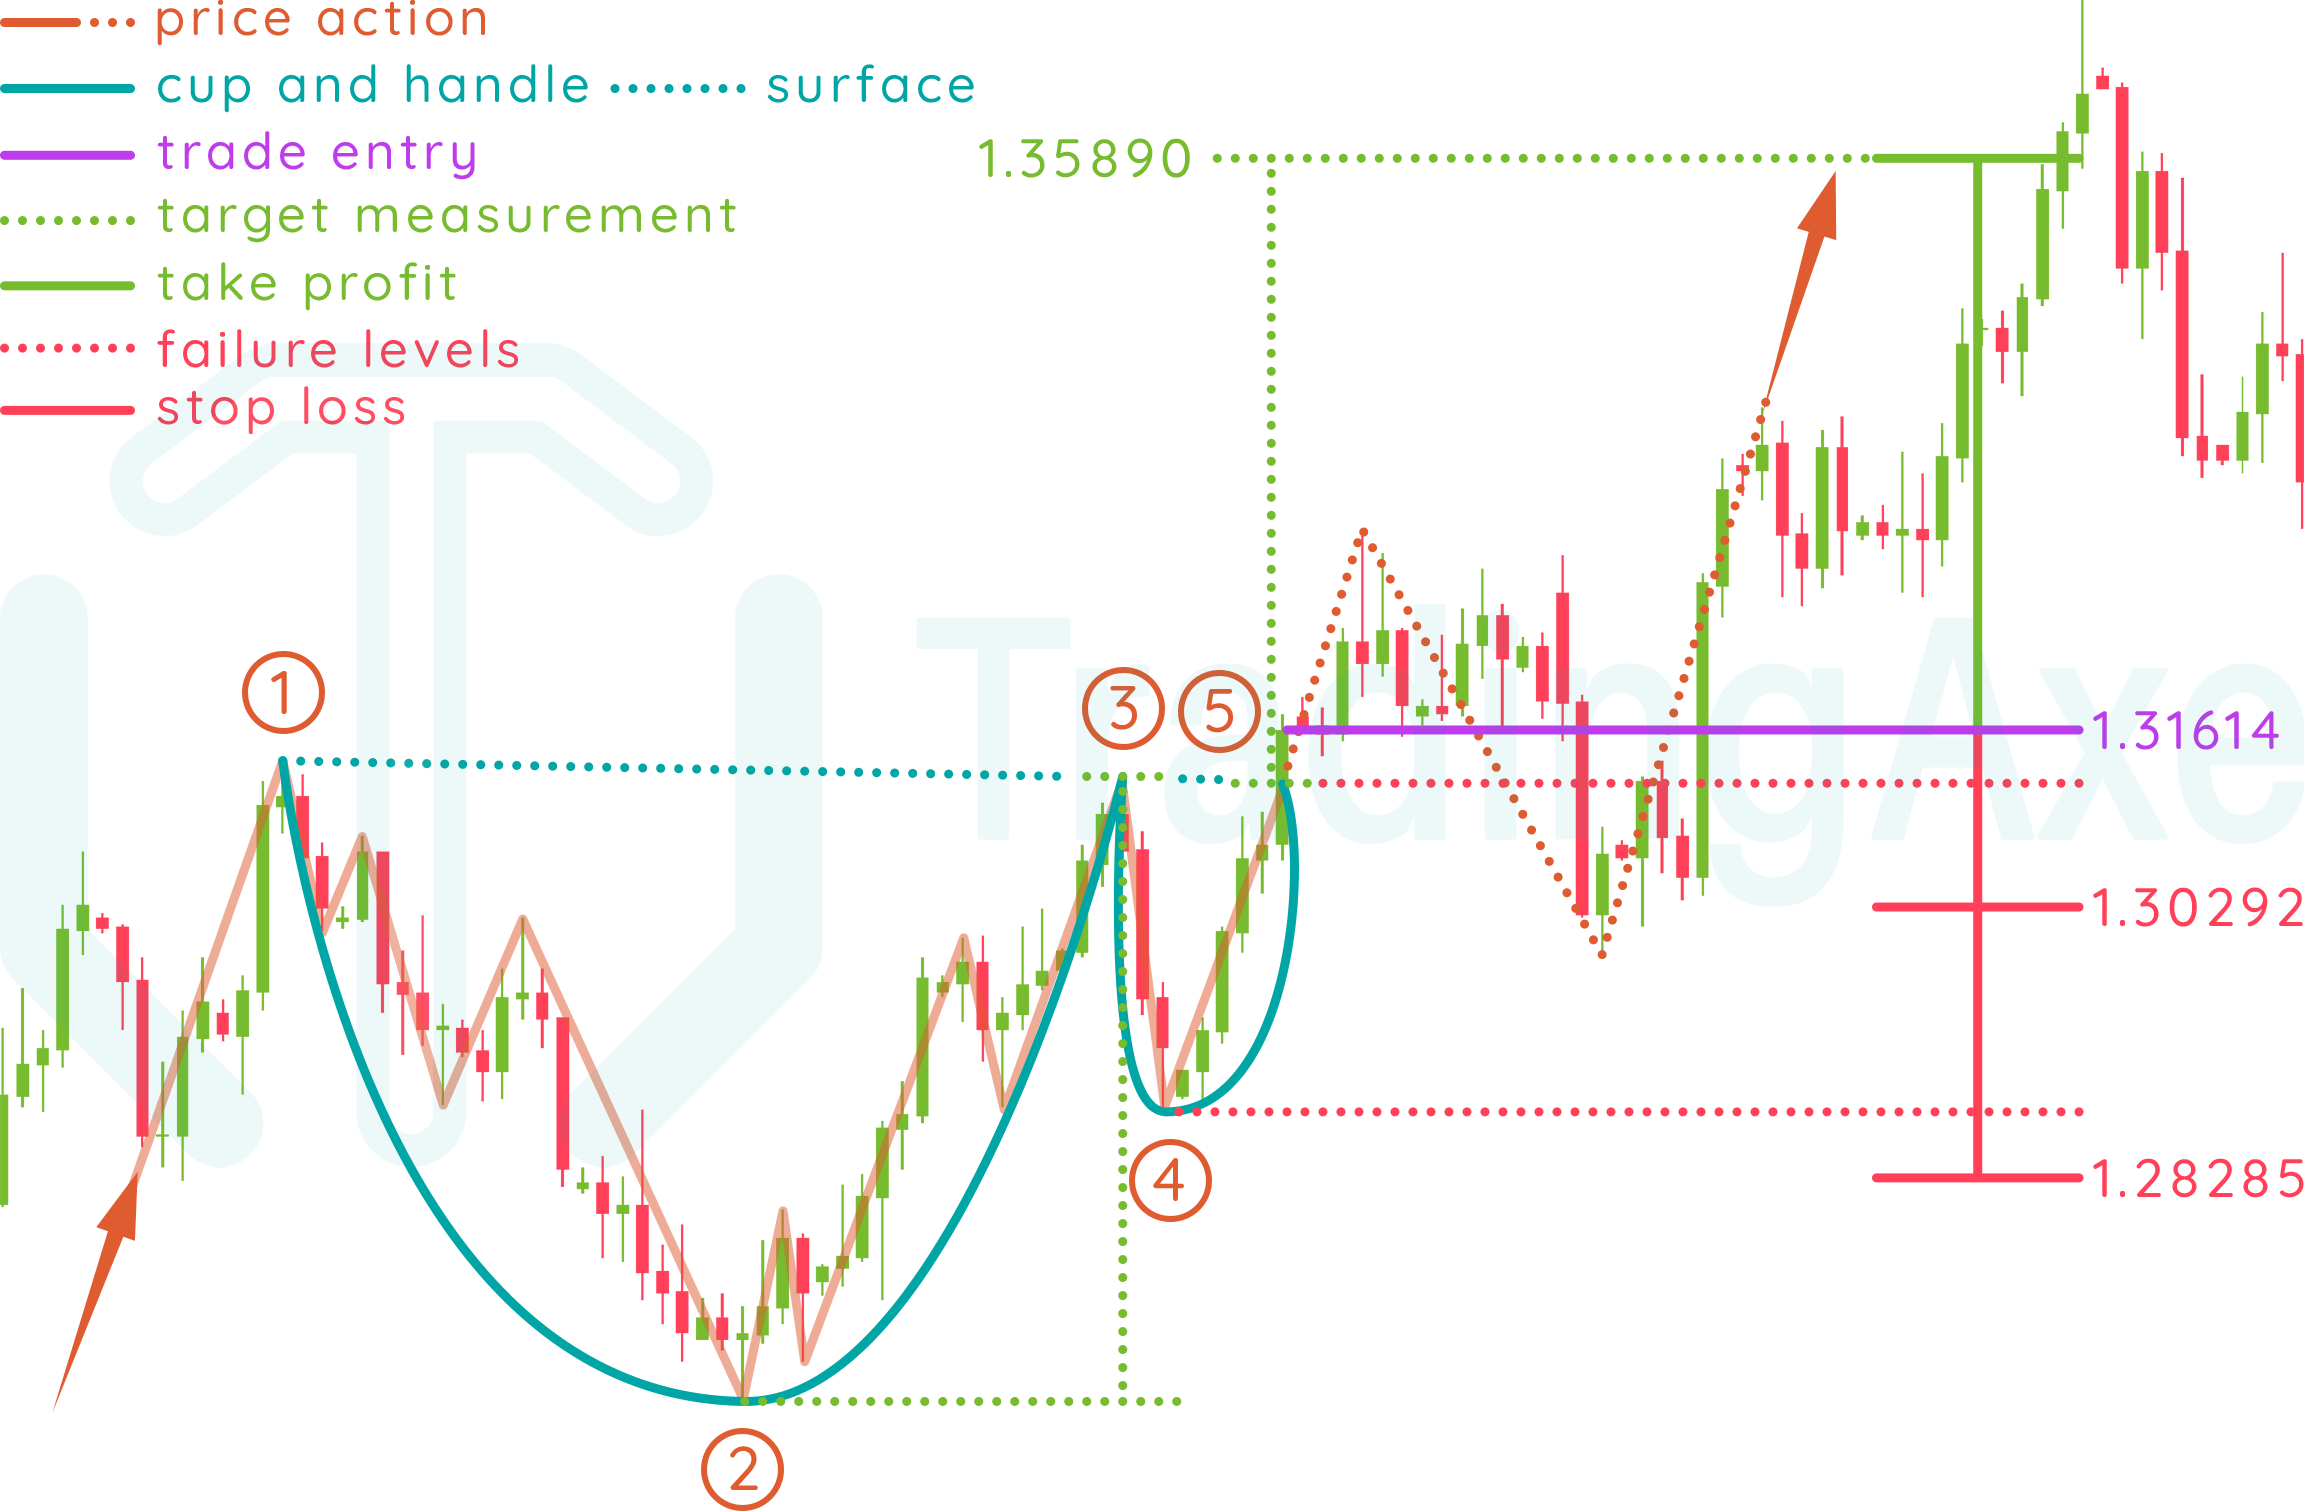 price action
cup and handle surface
trade entry
1.35890
target measurement
take profit
failure levels
stop loss
TradingAxe
1
3
5
1.31614
1.30292
4
1.28285
2